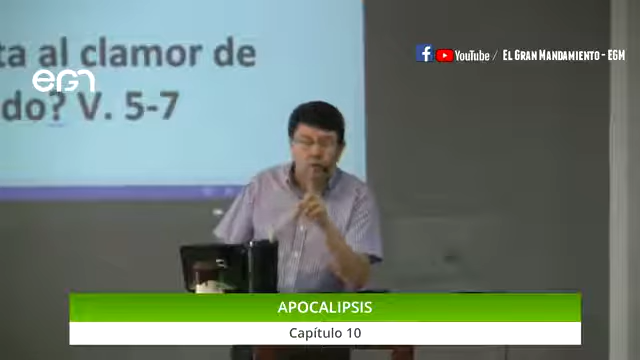 ta al clamor de
do? V. 5-7
EGM
YouTube / El Gran Mandamiento - EGM
APOCALIPSIS
Capítulo 10